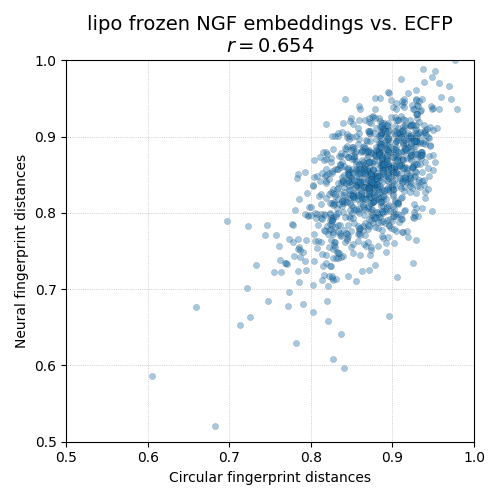 lipo frozen NGF embeddings vs. ECFP
r = 0.654
1.0
0.9
0.8
0.7
0.6
0.5
Neural fingerprint distances
0.5 0.6 0.7 0.8 0.9 1.0
Circular fingerprint distances